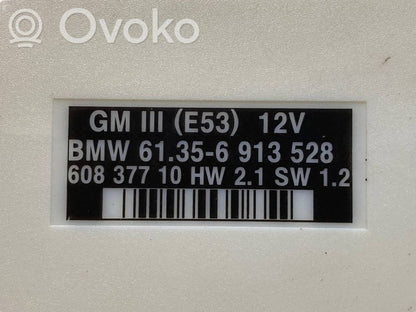 Ovoko
GM III (E53) 12V
BMW 61.35-6 913 528
608 377 10 HW 2.1 SW 1.2